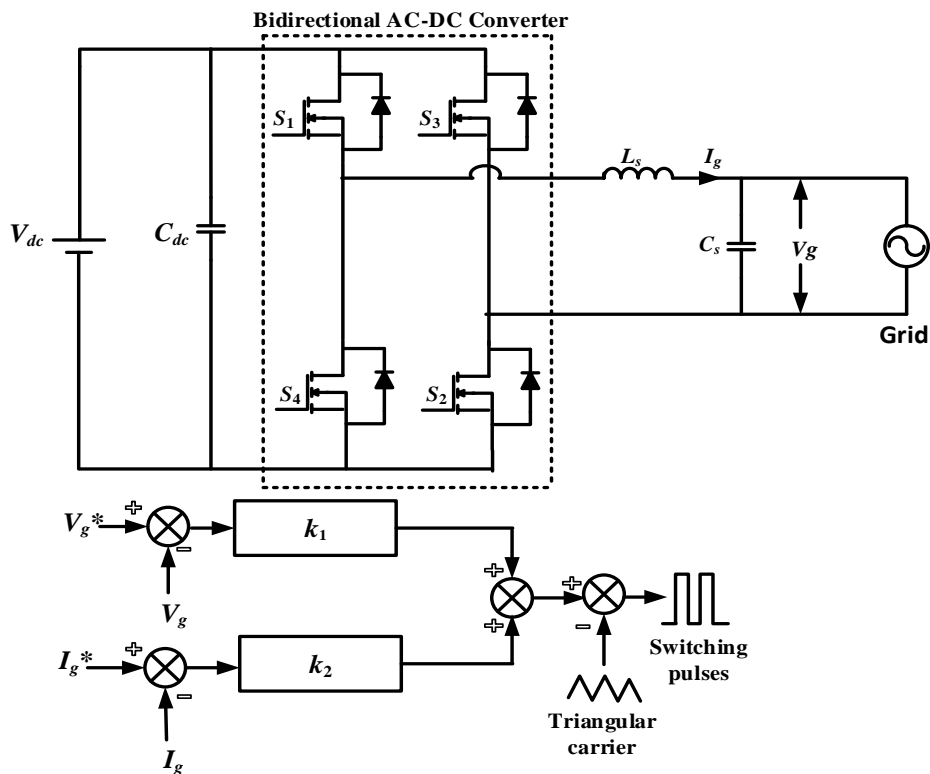 Bidirectional AC-DC Converter
S1
S3
Ls
Ig
Vdc
Cdc
Cs
Vg
Grid
S4
S2
Vg*
+
-
k1
Vg
+
+
+
-
Switching
pulses
Ig*
+
-
k2
Triangular
carrier
Ig